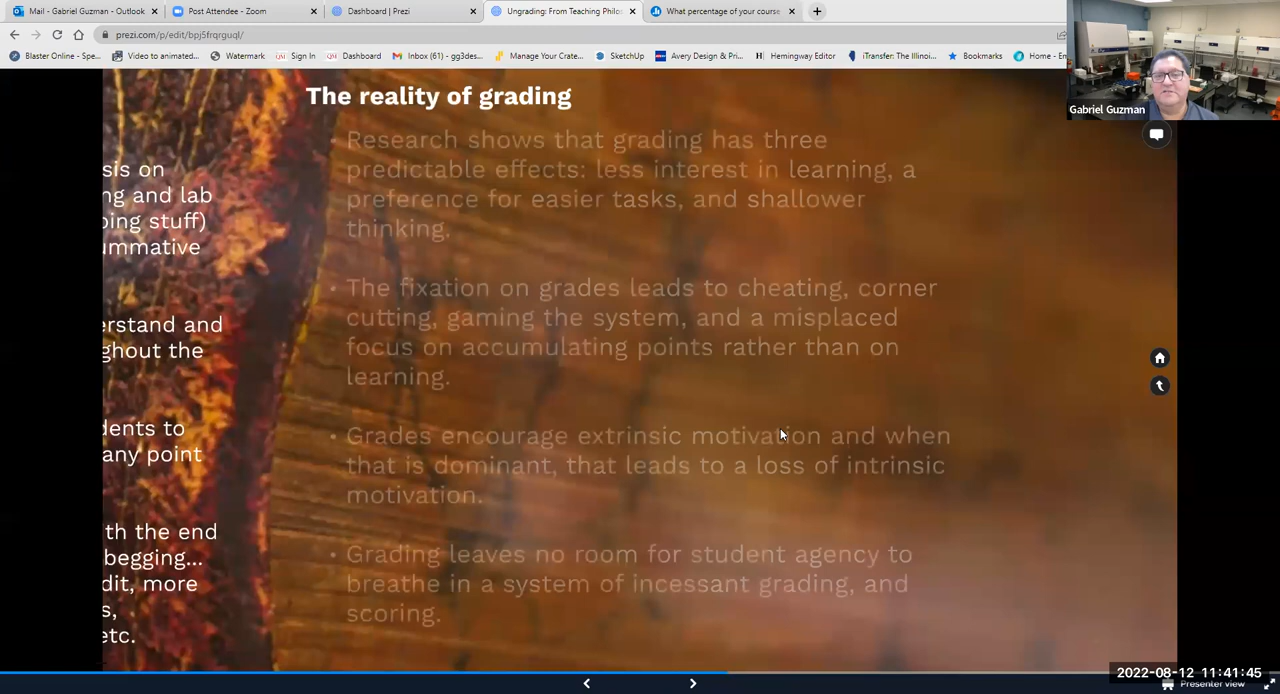 Mail - Gabriel Guzman - Outlook
Post Attendee - Zoom
Dashboard | Prezi
Ungrading: From Teaching Philo
What percentage of your course
prezi.com/p/edit/bpj5frqrguql/
Blaster Online - Spe...
Video to animated...
Watermark
Sign In
Dashboard
Inbox (61) - gg3des...
Manage Your Crate...
SketchUp
Avery Design & Pri...
Hemingway Editor
iTransfer: The Illinoi...
Bookmarks
Home - En
Gabriel Guzman
The reality of grading
• Research shows that grading has three
predictable effects: less interest in learning, a
preference for easier tasks, and shallower
thinking.
• The fixation on grades leads to cheating, corner
cutting, gaming the system, and a misplaced
focus on accumulating points rather than on
learning.
• Grades encourage extrinsic motivation and when
that is dominant, that leads to a loss of intrinsic
motivation.
• Grading leaves no room for student agency to
breathe in a system of incessant grading, and
scoring.
sis on
ng and lab
oing stuff)
ummative
erstand and
ghout the
dents to
any point
th the end
begging...
dit, more
s,
etc.
2022-08-12 11:41:45
Presenter view